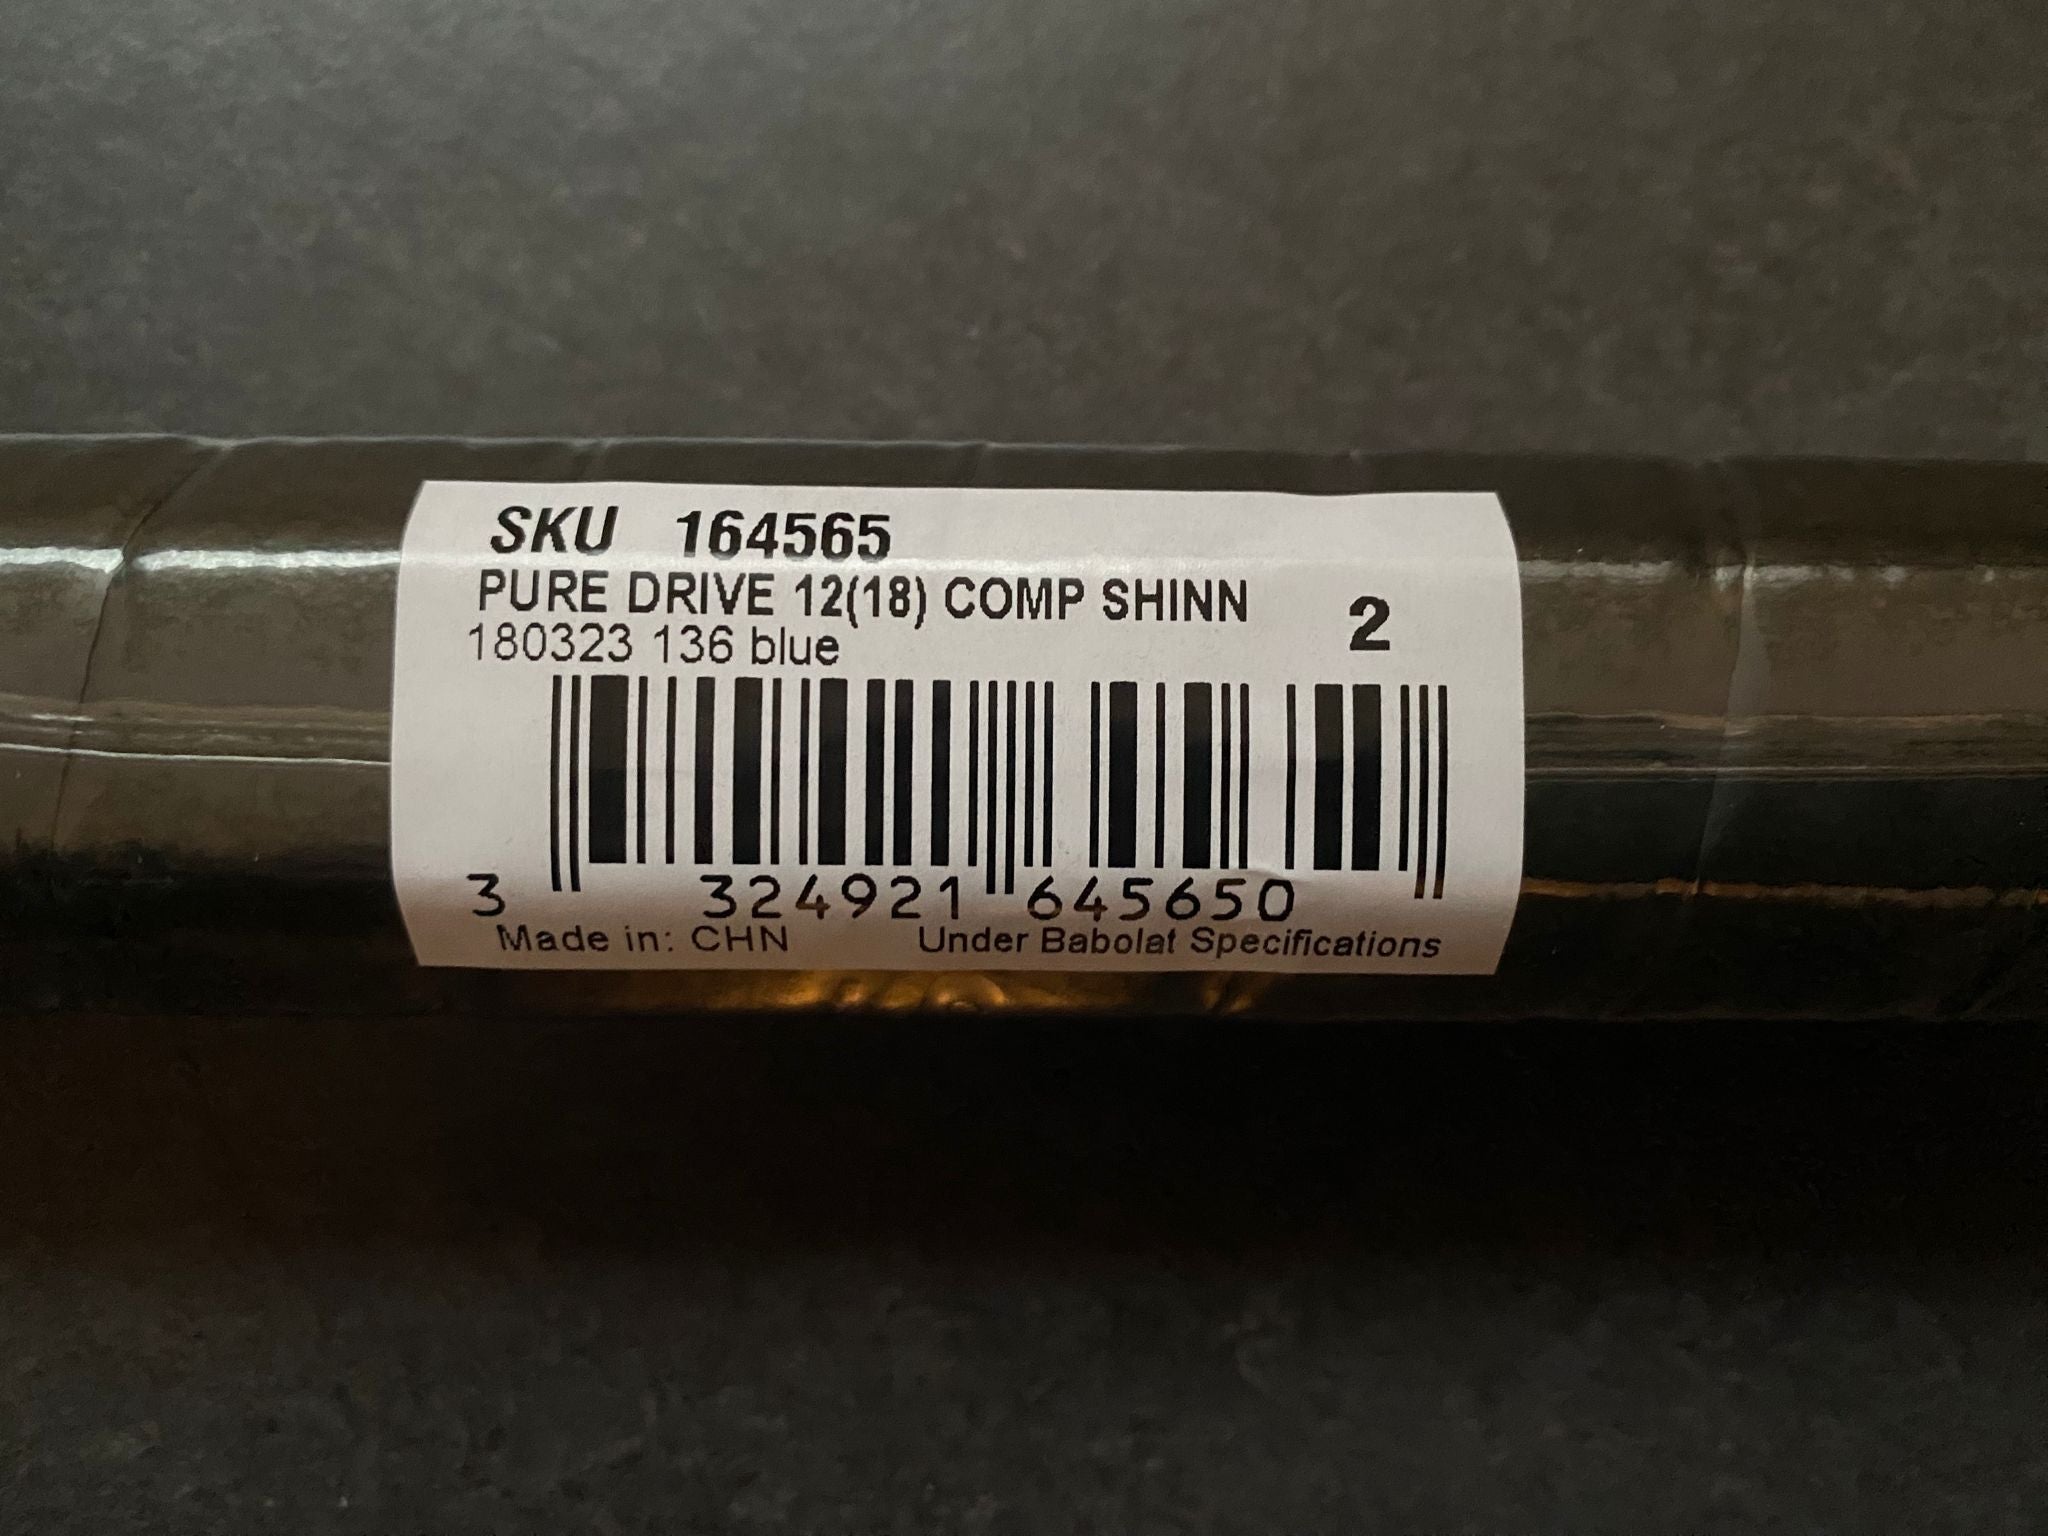 SKU 164565
PURE DRIVE 12(18) COMP SHINN
2
180323 136 blue
3 324921 645650
Made in: CHN Under Babolat Specifications